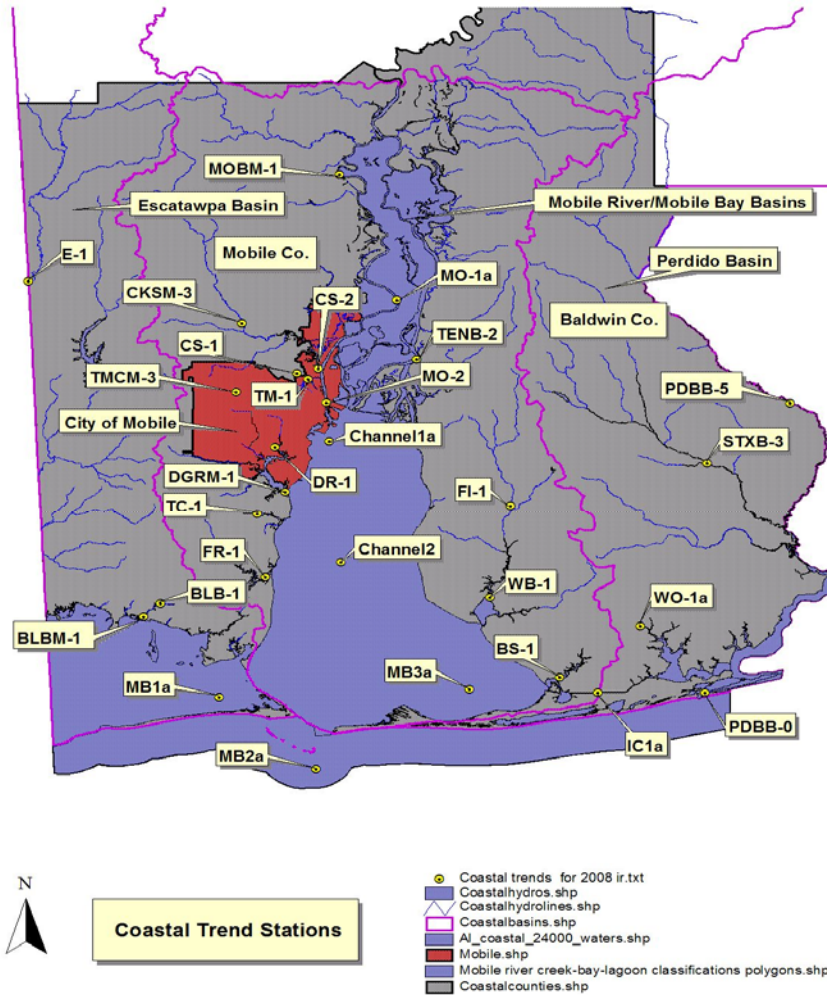 MOBM-1
Escatawpa Basin
Mobile River/Mobile Bay Basins
E-1
Mobile Co.
Perdido Basin
CKSM-3
CS-2
MO-1a
Baldwin Co.
CS-1
TENB-2
TMCM-3
TM-1
MO-2
PDBB-5
City of Mobile
Channel1a
STXB-3
DGRM-1
DR-1
FI-1
TC-1
FR-1
Channel2
BLB-1
WB-1
WO-1a
BLBM-1
BS-1
MB1a
MB3a
PDBB-0
IC1a
MB2a
N
Coastal Trend Stations
Coastal trends for 2008 ir.txt
Coastalhydros.shp
Coastalhydrolines.shp
Coastalbasins.shp
Al_coastal_24000_waters.shp
Mobile.shp
Mobile river creek-bay-lagoon classifications polygons.shp
Coastalcounties.shp